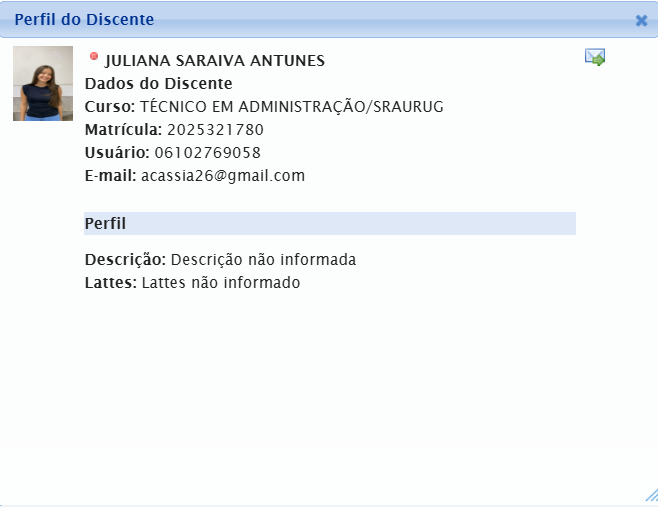 Perfil do Discente
JULIANA SARAIVA ANTUNES
Dados do Discente
Curso: TÉCNICO EM ADMINISTRAÇÃO/SRAURUG
Matrícula: 2025321780
Usuário: 06102769058
E-mail: acassia26@gmail.com
Perfil
Descrição: Descrição não informada
Lattes: Lattes não informado